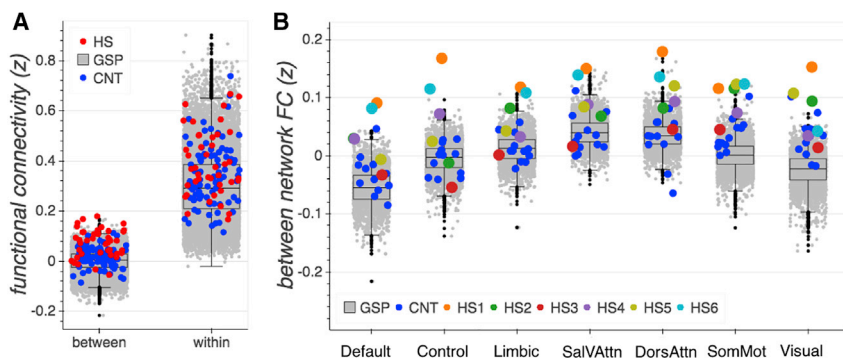 A
functional connectivity (z)
0.8
0.6
0.4
0.2
0
-0.2
HS
GSP
CNT
between
within
B
between network FC (z)
0.2
0.1
0
-0.1
-0.2
GSP CNT HS1 HS2 HS3 HS4 HS5 HS6
Default Control Limbic SalVAttn DorsAttn SomMot Visual